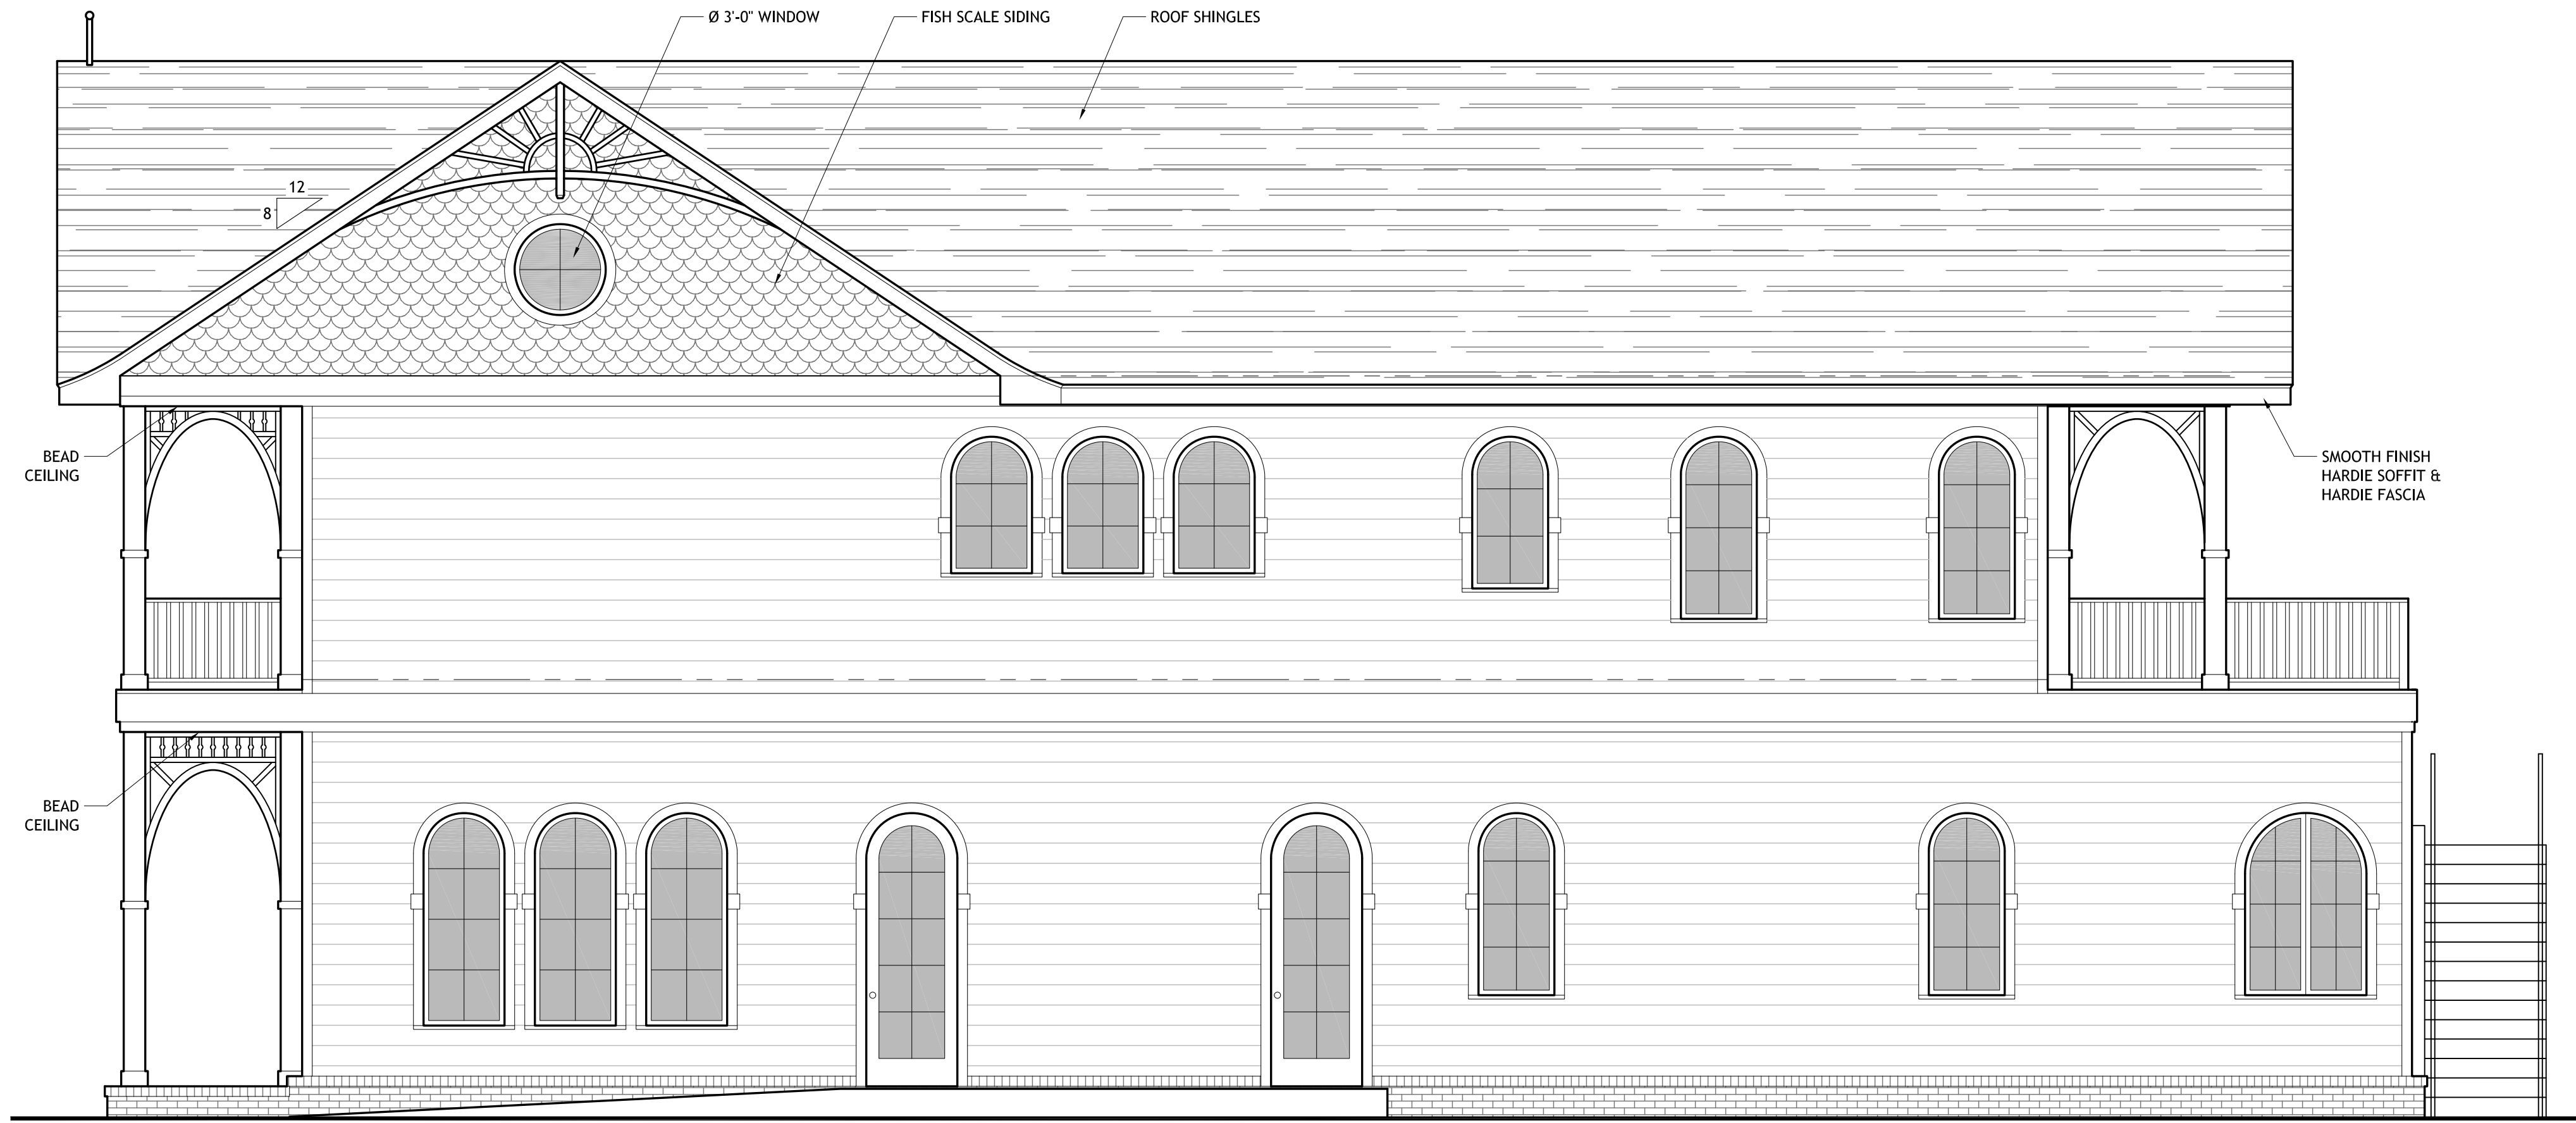 Ø 3'-0" WINDOW
FISH SCALE SIDING
ROOF SHINGLES
12
8
BEAD
CEILING
SMOOTH FINISH
HARDIE SOFFIT &
HARDIE FASCIA
BEAD
CEILING